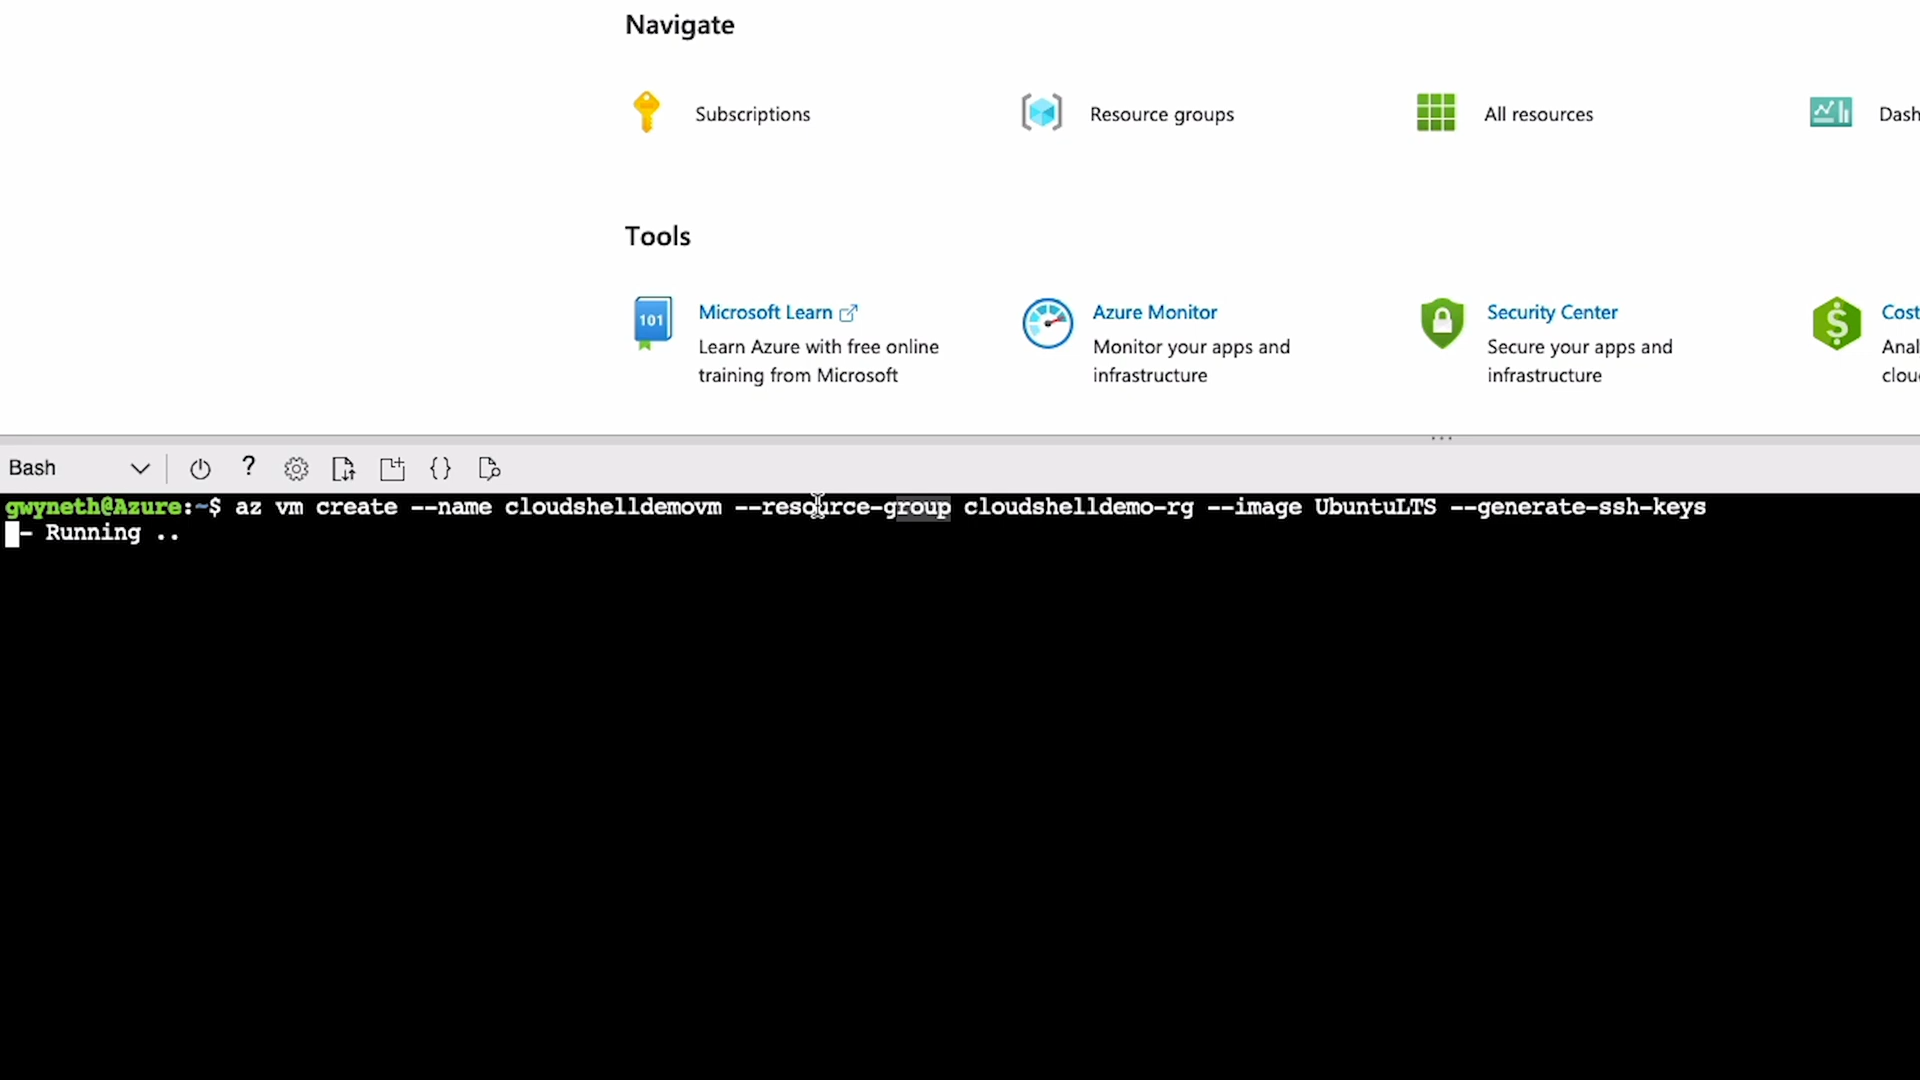 Navigate
Subscriptions
Resource groups
All resources
Dash
Tools
Microsoft Learn
Learn Azure with free online
training from Microsoft
Azure Monitor
Monitor your apps and
infrastructure
Security Center
Secure your apps and
infrastructure
Cost
Anal
clou
101
Bash
?
{}
gwyneth@Azure:~$ az vm create --name cloudshelldemovm --resource-group cloudshelldemo-rg --image UbuntuLTS --generate-ssh-keys
- Running ..